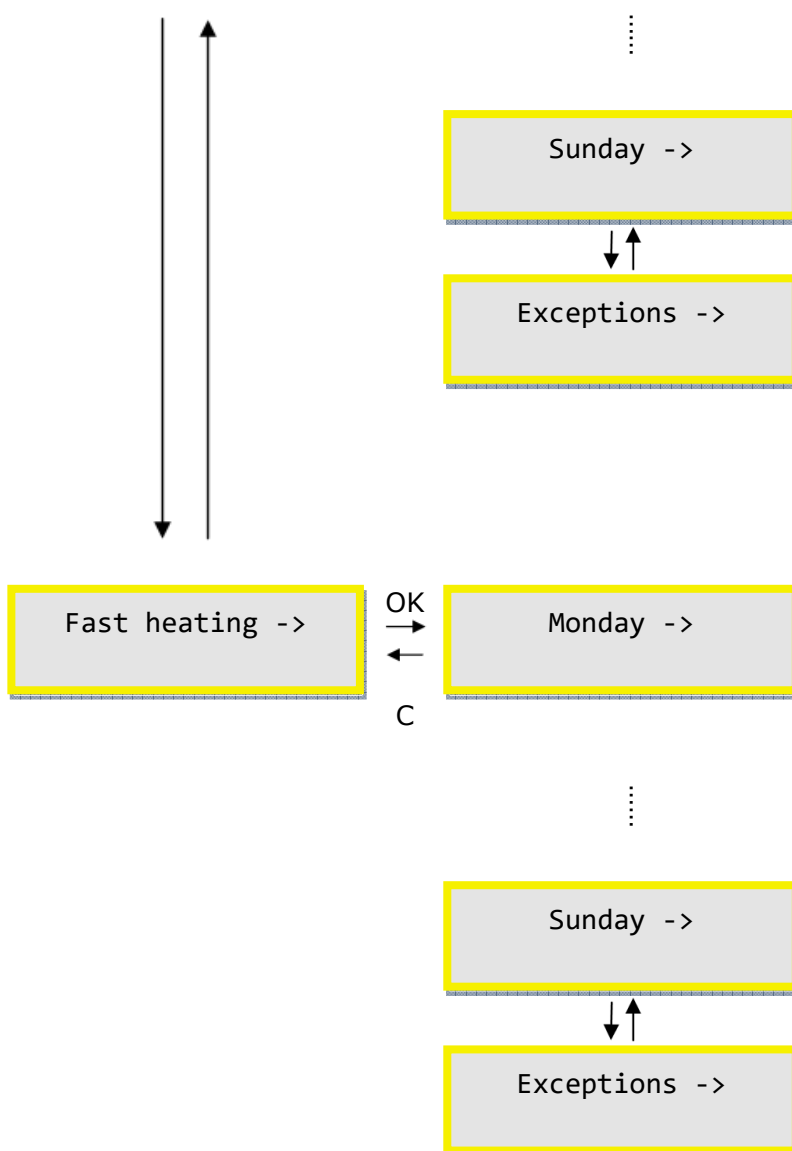 Sunday ->
Exceptions ->
Fast heating ->
OK
Monday ->
C
Sunday ->
Exceptions ->